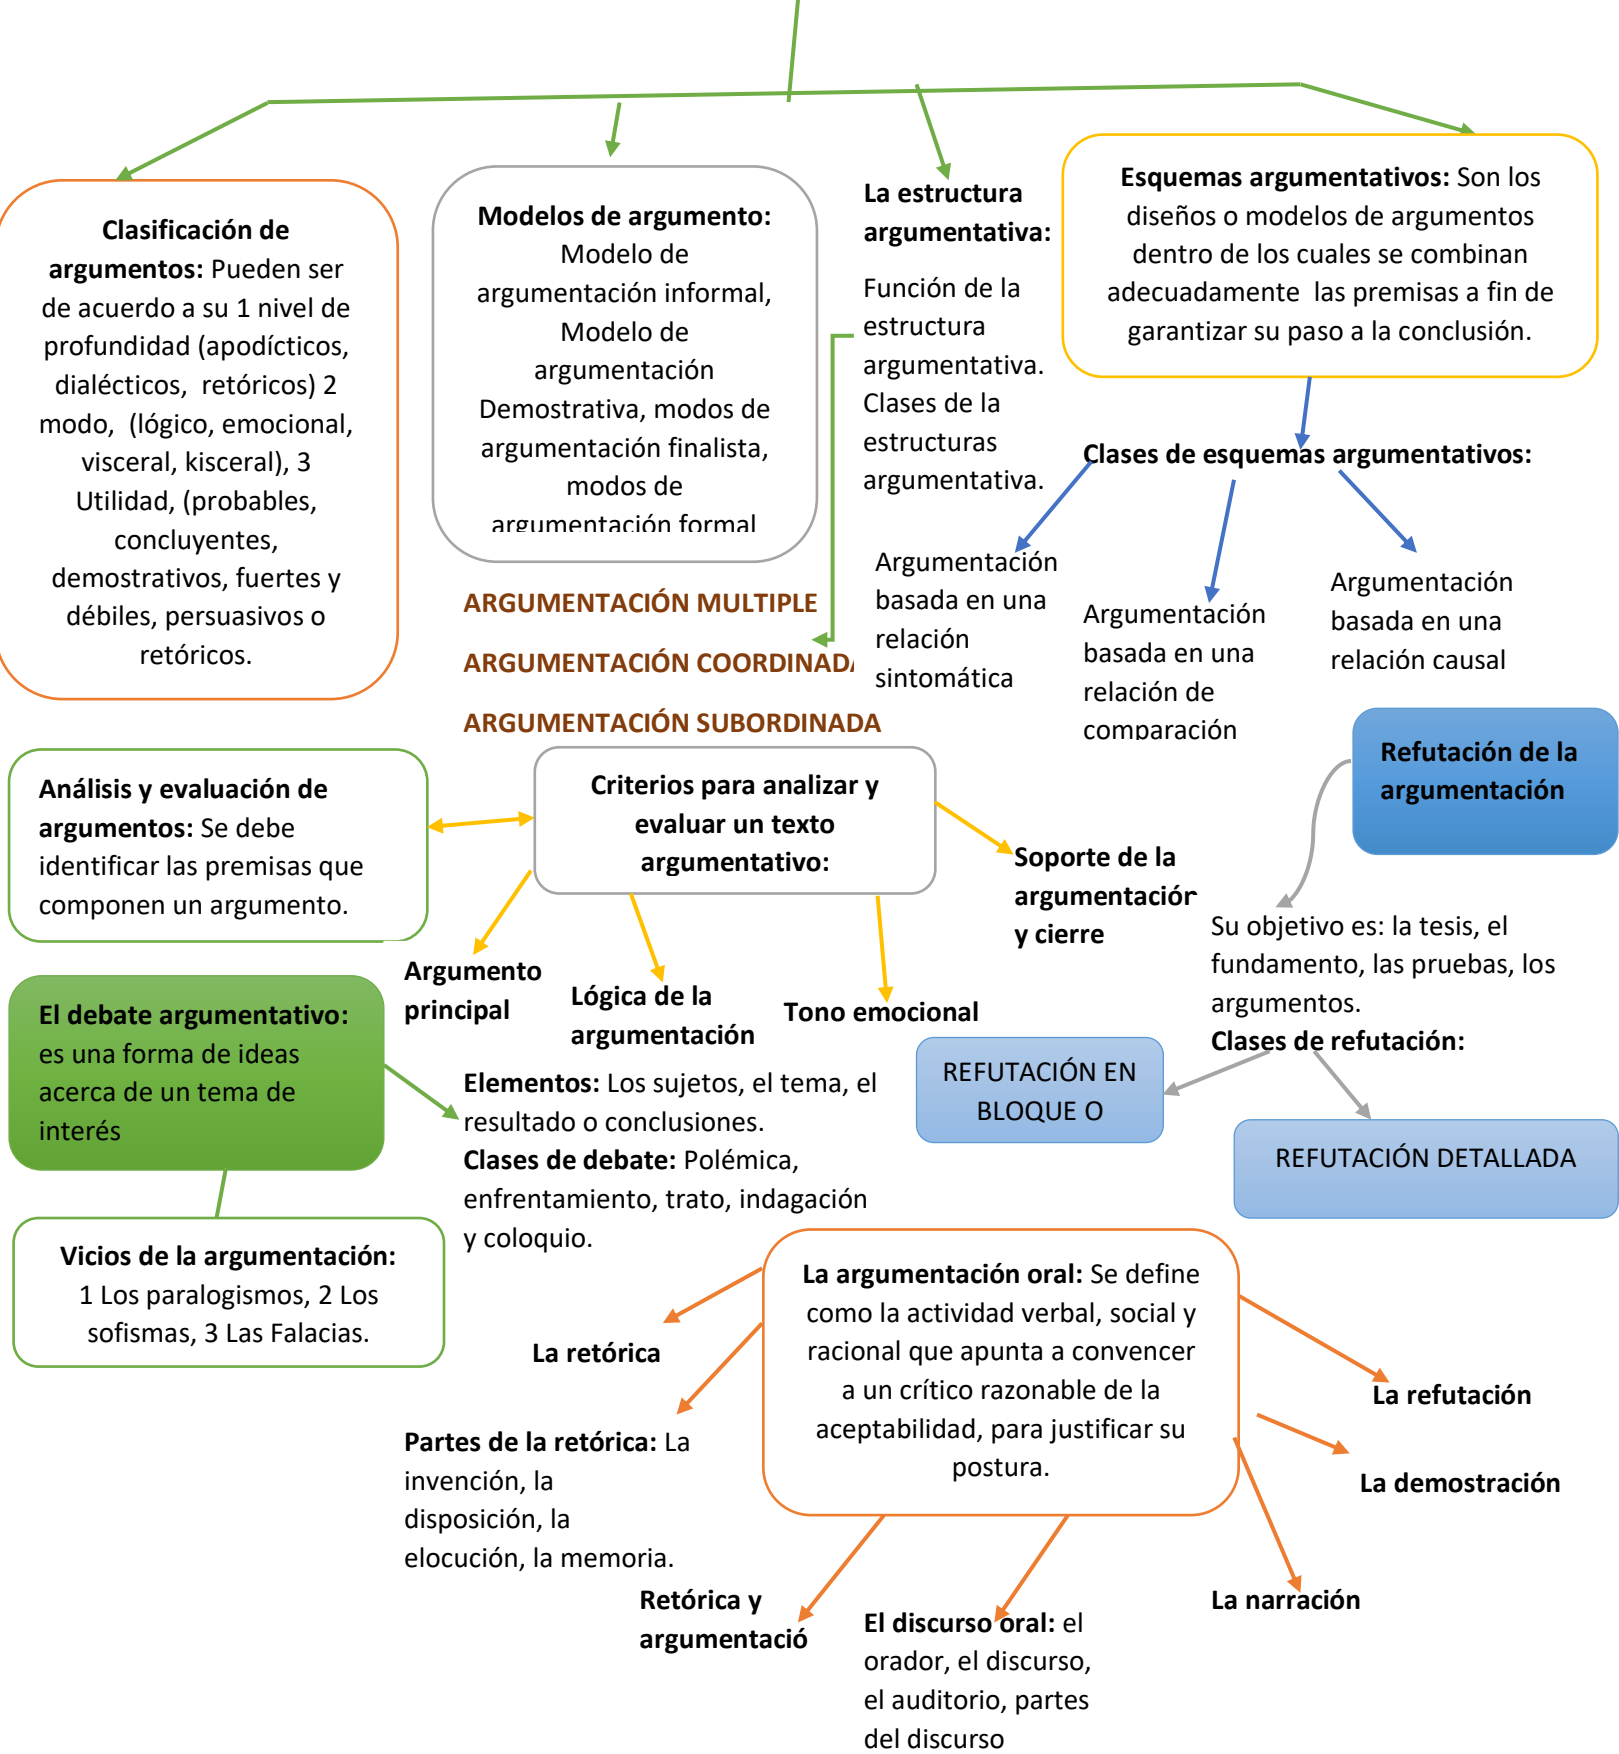 Clasificación de
argumentos: Pueden ser
de acuerdo a su 1 nivel de
profundidad (apodícticos,
dialécticos, retóricos) 2
modo, (lógico, emocional,
visceral, kisceral), 3
Utilidad, (probables,
concluyentes,
demostrativos, fuertes y
débiles, persuasivos o
retóricos.
Modelos de argumento:
Modelo de
argumentación informal,
Modelo de
argumentación
Demostrativa, modos de
argumentación finalista,
modos de
argumentación formal
La estructura
argumentativa:
Función de la
estructura
argumentativa.
Clases de la
estructuras
argumentativa.
Esquemas argumentativos: Son los
diseños o modelos de argumentos
dentro de los cuales se combinan
adecuadamente las premisas a fin de
garantizar su paso a la conclusión.
Clases de esquemas argumentativos:
Argumentación
basada en una
relación
sintomática
Argumentación
basada en una
relación de
comparación
Argumentación
basada en una
relación causal
ARGUMENTACIÓN MULTIPLE
ARGUMENTACIÓN COORDINADA
ARGUMENTACIÓN SUBORDINADA
Análisis y evaluación de
argumentos: Se debe
identificar las premisas que
componen un argumento.
Criterios para analizar y
evaluar un texto
argumentativo:
Argumento
principal
Lógica de la
argumentación
Tono emocional
Soporte de la
argumentación
y cierre
Refutación de la
argumentación
Su objetivo es: la tesis, el
fundamento, las pruebas, los
argumentos.
Clases de refutación:
REFUTACIÓN EN
BLOQUE O
REFUTACIÓN DETALLADA
El debate argumentativo:
es una forma de ideas
acerca de un tema de
interés
Elementos: Los sujetos, el tema, el
resultado o conclusiones.
Clases de debate: Polémica,
enfrentamiento, trato, indagación
y coloquio.
Vicios de la argumentación:
1 Los paralogismos, 2 Los
sofismas, 3 Las Falacias.
La argumentación oral: Se define
como la actividad verbal, social y
racional que apunta a convencer
a un crítico razonable de la
aceptabilidad, para justificar su
postura.
La retórica
Partes de la retórica: La
invención, la
disposición, la
elocución, la memoria.
Retórica y
argumentació
El discurso oral: el
orador, el discurso,
el auditorio, partes
del discurso
La narración
La demostración
La refutación